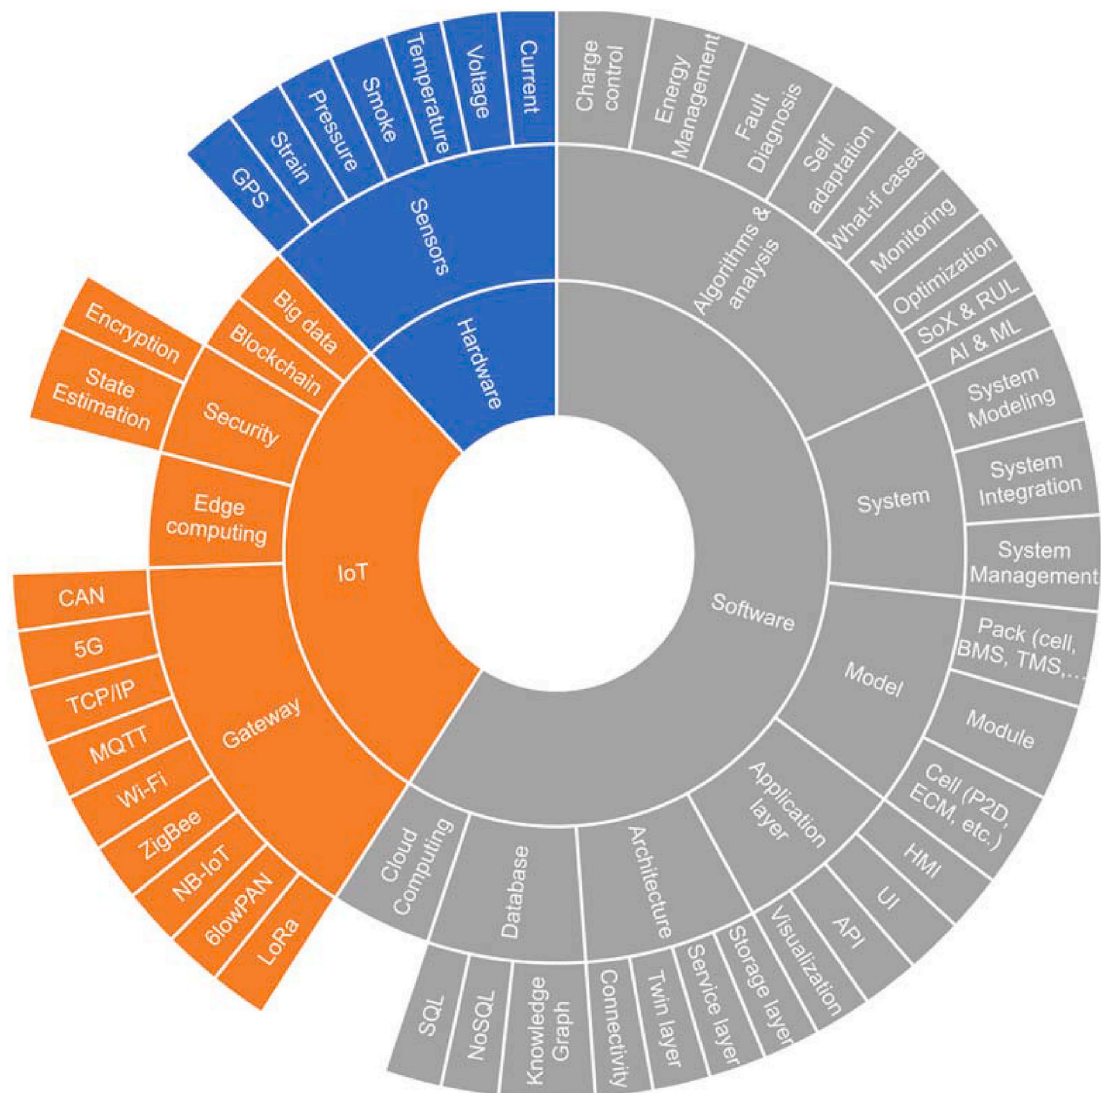 Charge
control
Energy
Management
Fault
Diagnosis
Self
adaptation
What-if cases
Monitoring
Optimization
SoX & RUL
AI & ML
Algorithms &
analysis
System
Modeling
System
Integration
System
Management
System
Pack (cell,
BMS, TMS,...
Module
Cell (P2D,
ECM, etc.)
Model
HMI
UI
API
Visualization
Application
layer
Storage layer
Service layer
Twin layer
Connectivity
Architecture
Knowledge
Graph
NoSQL
SQL
Database
Cloud
Computing
Software
LoRa
6lowPAN
NB-IoT
ZigBee
Wi-Fi
MQTT
TCP/IP
5G
CAN
Gateway
Edge
computing
State
Estimation
Encryption
Security
Blockchain
Big data
IoT
GPS
Strain
Pressure
Smoke
Temperature
Voltage
Current
Sensors
Hardware